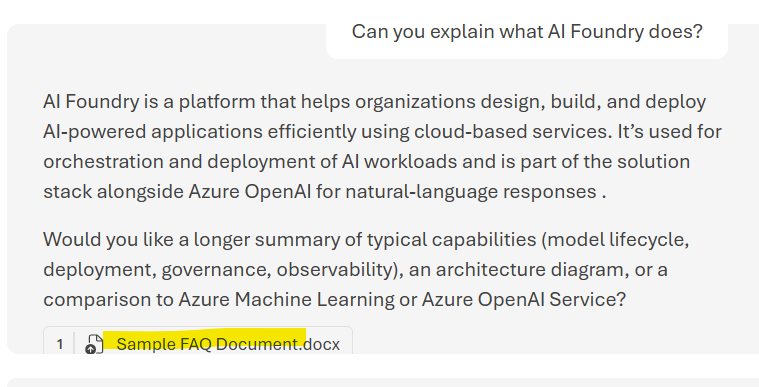 Can you explain what AI Foundry does?
AI Foundry is a platform that helps organizations design, build, and deploy
AI-powered applications efficiently using cloud-based services. It’s used for
orchestration and deployment of AI workloads and is part of the solution
stack alongside Azure OpenAI for natural-language responses .
Would you like a longer summary of typical capabilities (model lifecycle,
deployment, governance, observability), an architecture diagram, or a
comparison to Azure Machine Learning or Azure OpenAI Service?
1 Sample FAQ Document.docx